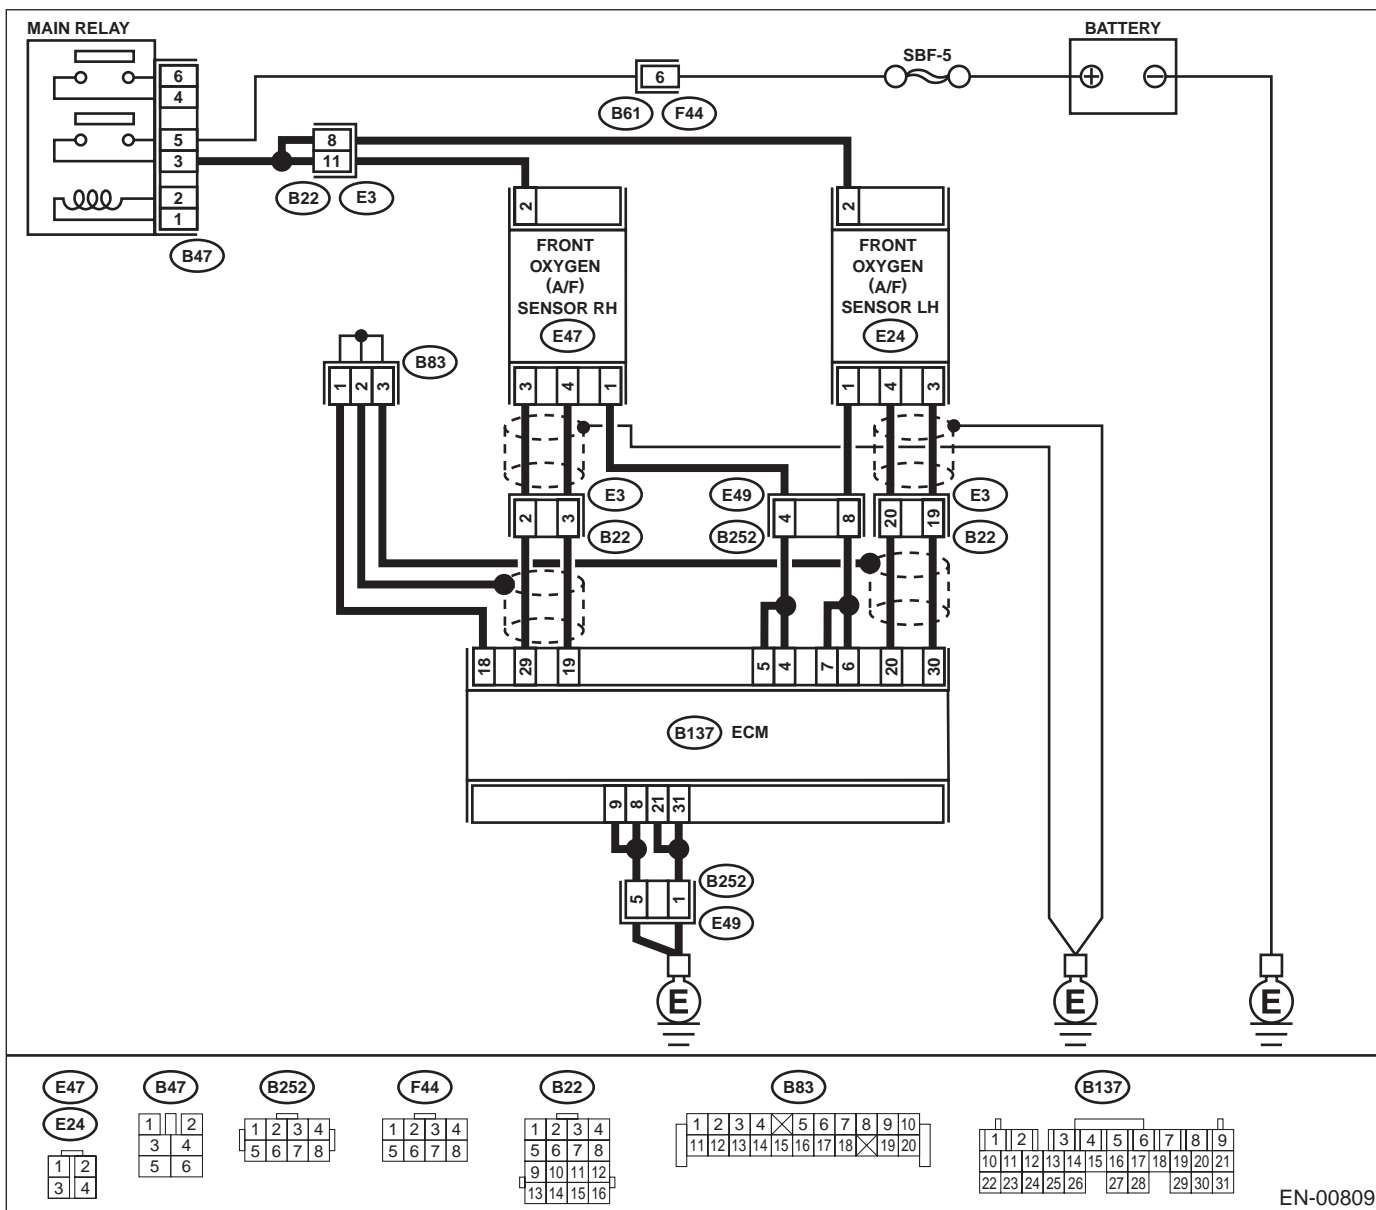 MAIN RELAY
BATTERY
SBF-5
6
4
5
3
2
1
B47
6
B61 F44
8
11
B22 E3
2
FRONT
OXYGEN
(A/F)
SENSOR RH
E47
3 4 1
2
FRONT
OXYGEN
(A/F)
SENSOR LH
E24
1 4 3
B83
1 2 3
E3
2 3
B22
E49
4 8
B252
E3
20 19
B22
18 29 19 5 4 7 6 20 30
B137 ECM
9 8 21 31
B252
5 1
E49
E E E
E47
E24
1 2
3 4
B47
1 2
3 4
5 6
B252
1 2 3 4
5 6 7 8
F44
1 2 3 4
5 6 7 8
B22
1 2 3 4
5 6 7 8
9 10 11 12
13 14 15 16
B83
1 2 3 4 5 6 7 8 9 10
11 12 13 14 15 16 17 18 19 20
B137
1 2 3 4 5 6 7 8 9
10 11 12 13 14 15 16 17 18 19 20 21
22 23 24 25 26 27 28 29 30 31
EN-00809